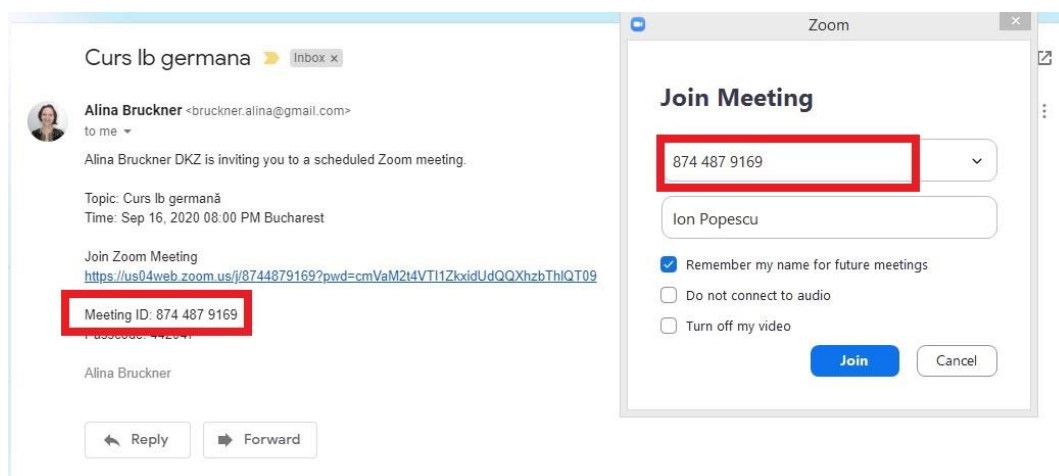 Curs lb germana Inbox x
Alina Bruckner <bruckner.alina@gmail.com>
to me
Alina Bruckner DKZ is inviting you to a scheduled Zoom meeting.
Topic: Curs lb germană
Time: Sep 16, 2020 08:00 PM Bucharest
Join Zoom Meeting
https://us04web.zoom.us/j/8744879169?pwd=cmVaM2t4VTI1ZkxidUdQQXhzbThlQT09
Meeting ID: 874 487 9169
Alina Bruckner
Reply Forward
Zoom
Join Meeting
874 487 9169
Ion Popescu
Remember my name for future meetings
Do not connect to audio
Turn off my video
Join Cancel